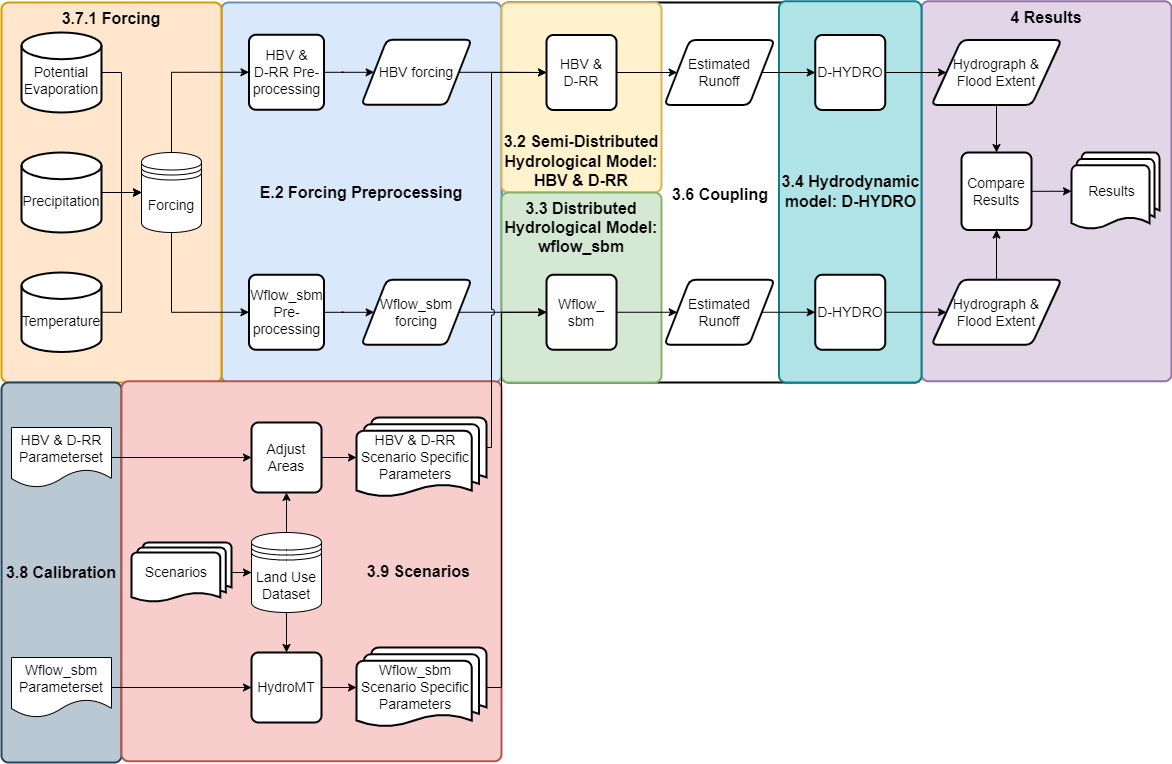 3.7.1 Forcing
Potential
Evaporation
Precipitation
Temperature
Forcing
HBV &
D-RR Pre-
processing
HBV forcing
E.2 Forcing Preprocessing
Wflow_sbm
Pre-
processing
Wflow_sbm
forcing
HBV &
D-RR
3.2 Semi-Distributed
Hydrological Model:
HBV & D-RR
3.3 Distributed
Hydrological Model:
wflow_sbm
Wflow_
sbm
Estimated
Runoff
3.6 Coupling
Estimated
Runoff
D-HYDRO
3.4 Hydrodynamic
model: D-HYDRO
D-HYDRO
4 Results
Hydrograph &
Flood Extent
Compare
Results
Results
Hydrograph &
Flood Extent
HBV & D-RR
Parameterset
3.8 Calibration
Wflow_sbm
Parameterset
Adjust
Areas
HBV & D-RR
Scenario Specific
Parameters
Scenarios
Land Use
Dataset
3.9 Scenarios
HydroMT
Wflow_sbm
Scenario Specific
Parameters